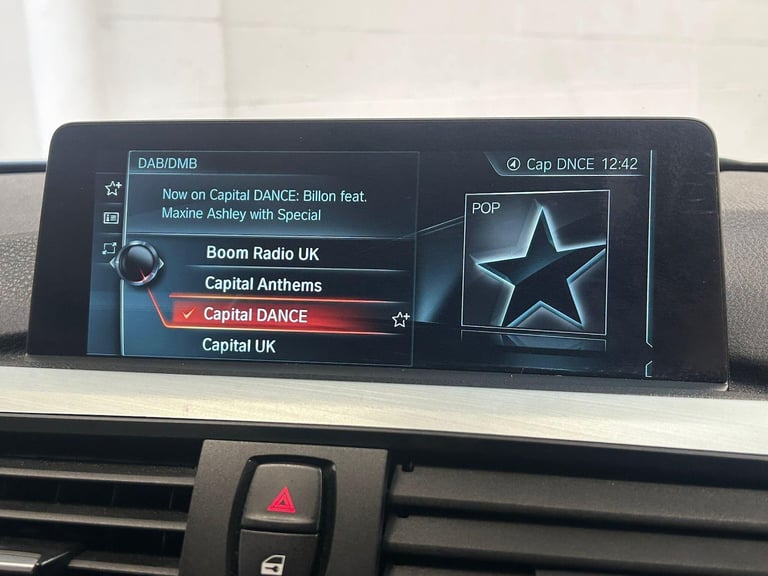 DAB/DMB
Cap DNCE 12:42
Now on Capital DANCE: Billon feat.
Maxine Ashley with Special
POP
Boom Radio UK
Capital Anthems
Capital DANCE
Capital UK